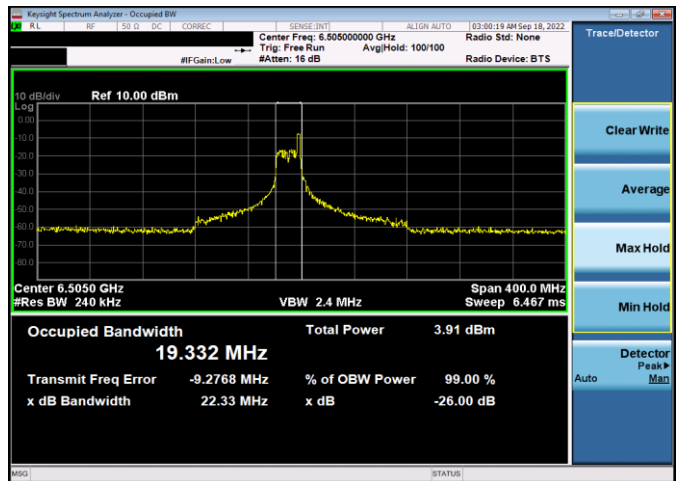 Keysight Spectrum Analyzer - Occupied BW
RL RF 50 Ω DC CORREC SENSE:INT ALIGN AUTO 03:00:19 AM Sep 18, 2022
Center Freq: 6.505000000 GHz Radio Std: None
Trig: Free Run Avg|Hold: 100/100
#IFGain:Low #Atten: 16 dB Radio Device: BTS
Trace/Detector
10 dB/div Ref 10.00 dBm
Log
0.00
-10.0
-20.0
-30.0
-40.0
-50.0
-60.0
-70.0
-80.0
Center 6.5050 GHz Span 400.0 MHz
#Res BW 240 kHz VBW 2.4 MHz Sweep 6.467 ms
Occupied Bandwidth Total Power 3.91 dBm
19.332 MHz
Transmit Freq Error -9.2768 MHz % of OBW Power 99.00 %
x dB Bandwidth 22.33 MHz x dB -26.00 dB
Clear Write
Average
Max Hold
Min Hold
Detector
Peak▶
Auto Man
MSG STATUS